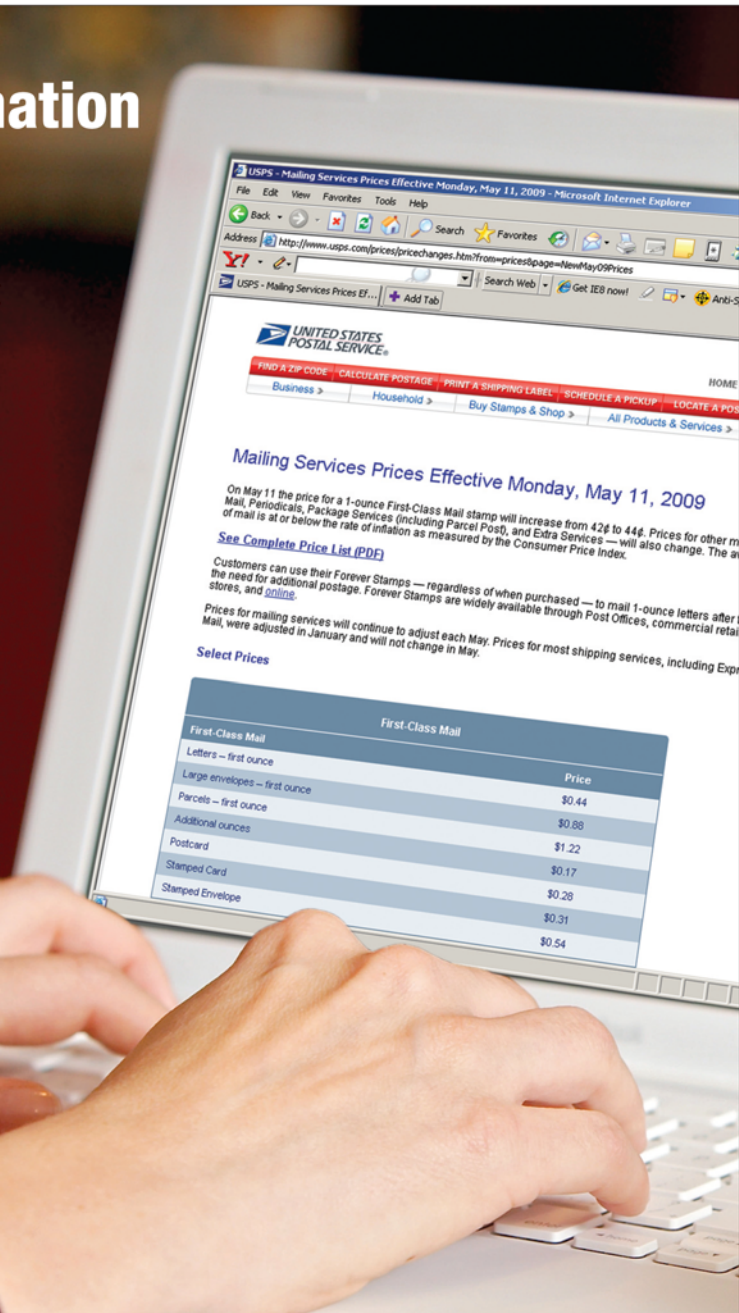 nation
USPS - Mailing Services Prices Effective Monday, May 11, 2009 - Microsoft Internet Explorer
File Edit View Favorites Tools Help
Back Search Favorites
Address http://www.usps.com/prices/pricechanges.htm?from=prices&page=NewMay09Prices
Y! Search Web Get IE8 now! Anti-S
USPS - Mailing Services Prices Ef... Add Tab
UNITED STATES
POSTAL SERVICE®
HOME
FIND A ZIP CODE CALCULATE POSTAGE PRINT A SHIPPING LABEL SCHEDULE A PICKUP LOCATE A POS
Business > Household > Buy Stamps & Shop > All Products & Services >
Mailing Services Prices Effective Monday, May 11, 2009
On May 11 the price for a 1-ounce First-Class Mail stamp will increase from 42¢ to 44¢. Prices for other m
Mail, Periodicals, Package Services (including Parcel Post), and Extra Services — will also change. The av
of mail is at or below the rate of inflation as measured by the Consumer Price Index.
See Complete Price List (PDF)
Customers can use their Forever Stamps — regardless of when purchased — to mail 1-ounce letters after t
the need for additional postage. Forever Stamps are widely available through Post Offices, commercial retai
stores, and online.
Prices for mailing services will continue to adjust each May. Prices for most shipping services, including Expr
Mail, were adjusted in January and will not change in May.
Select Prices
First-Class Mail
First-Class Mail Price
Letters – first ounce $0.44
Large envelopes – first ounce $0.88
Parcels – first ounce $1.22
Additional ounces $0.17
Postcard $0.28
Stamped Card $0.31
Stamped Envelope $0.54